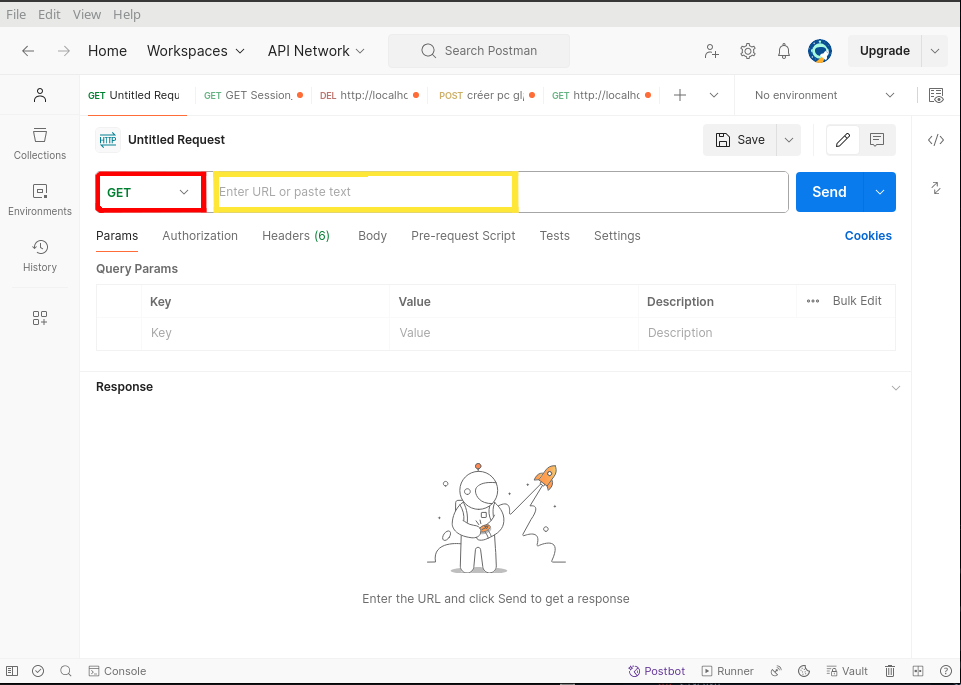 File Edit View Help
Home Workspaces API Network Search Postman Upgrade
GET Untitled Requ GET GET Session, DEL http://localhc POST créer pc gl, GET http://localhc No environment
HTTP Untitled Request Save
GET Enter URL or paste text Send
Params Authorization Headers (6) Body Pre-request Script Tests Settings Cookies
Query Params
Key Value Description Bulk Edit
Key Value Description
Response
Enter the URL and click Send to get a response
Collections
Environments
History
Console Postbot Runner Vault